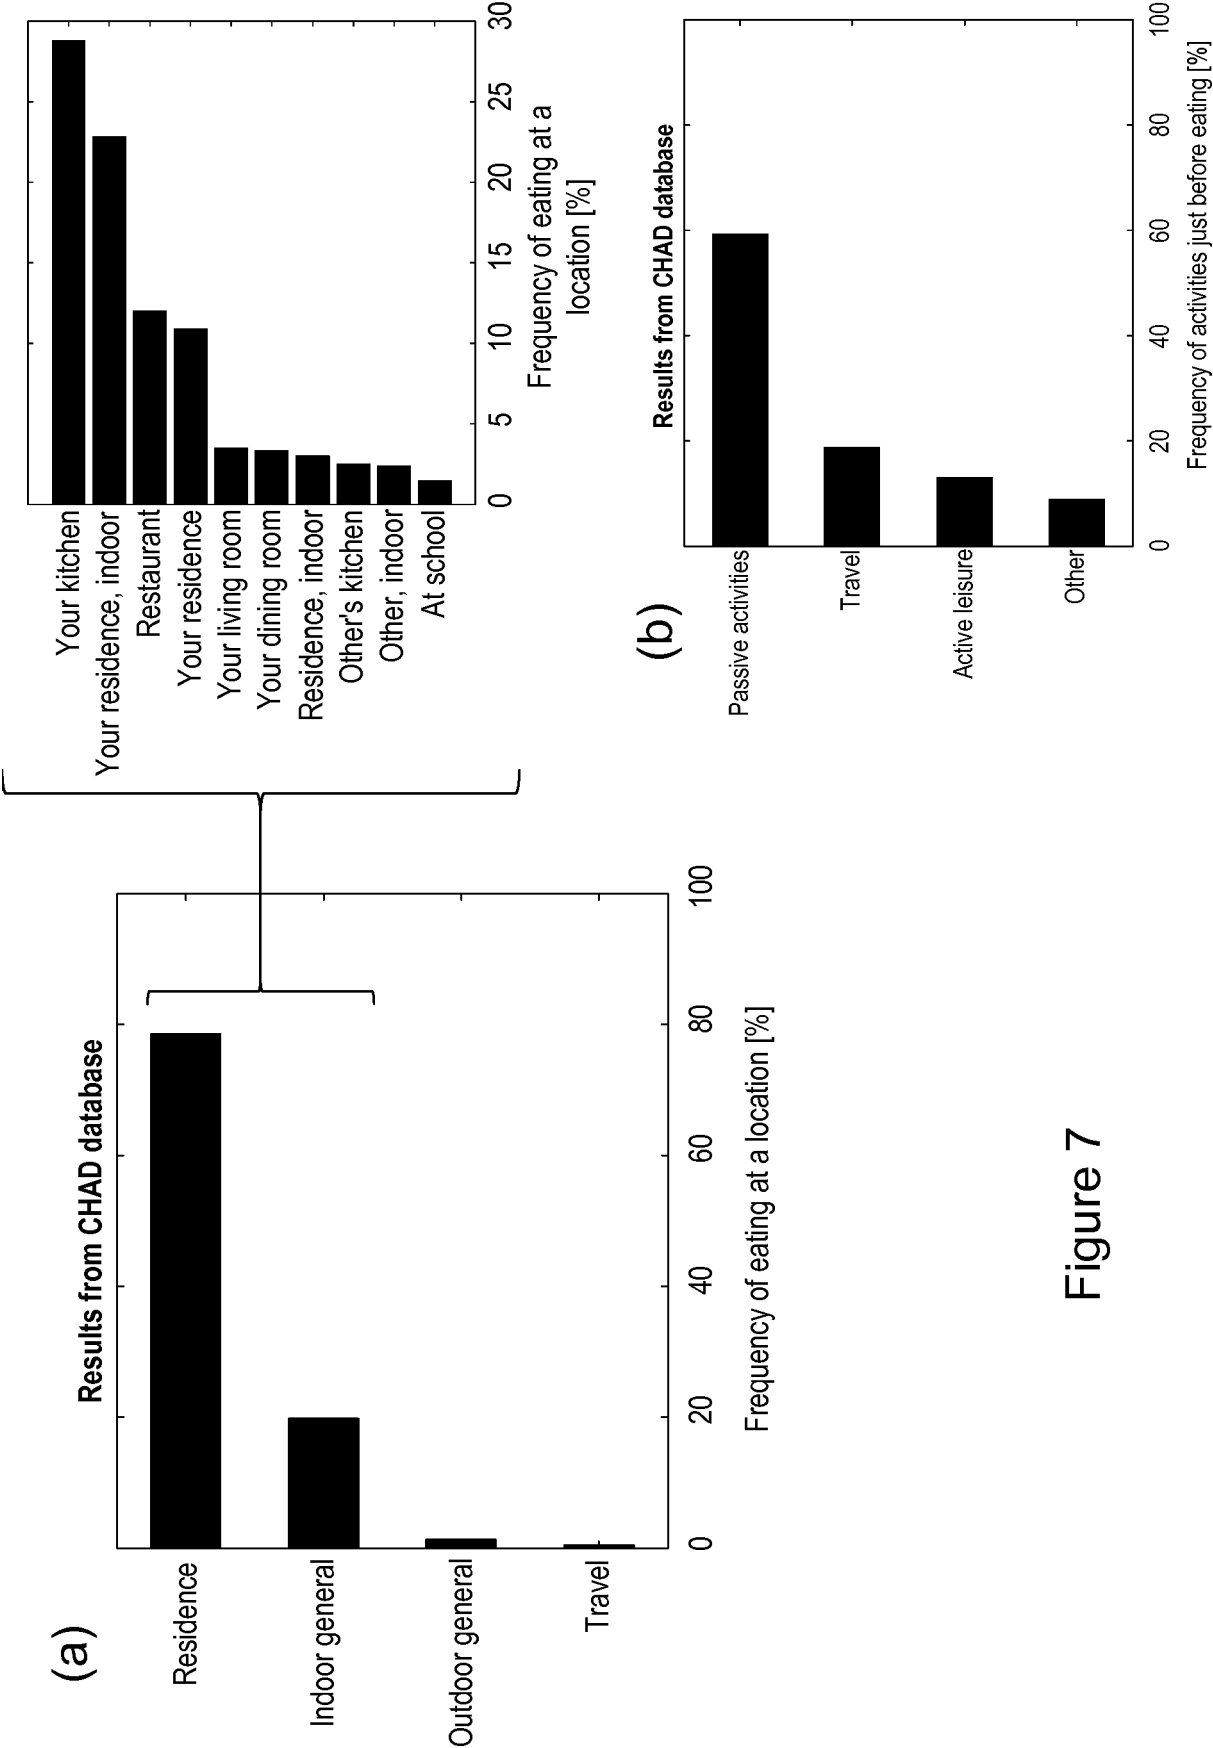 (a)
Results from CHAD database
Residence
Indoor general
Outdoor general
Travel
0
20
40
60
80
100
Frequency of eating at a location [%]
Your kitchen
Your residence, indoor
Restaurant
Your residence
Your living room
Your dining room
Residence, indoor
Other's kitchen
Other, indoor
At school
0
5
10
15
20
25
30
Frequency of eating at a
location [%]
(b)
Results from CHAD database
Passive activities
Travel
Active leisure
Other
0
20
40
60
80
100
Frequency of activities just before eating [%]
Figure 7